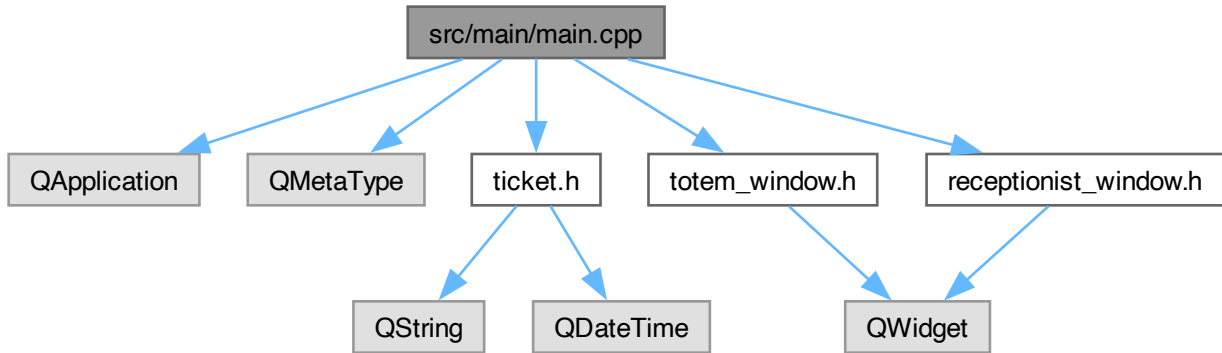 src/main/main.cpp
QApplication
QMetaType
ticket.h
totem_window.h
receptionist_window.h
QString
QDateTime
QWidget